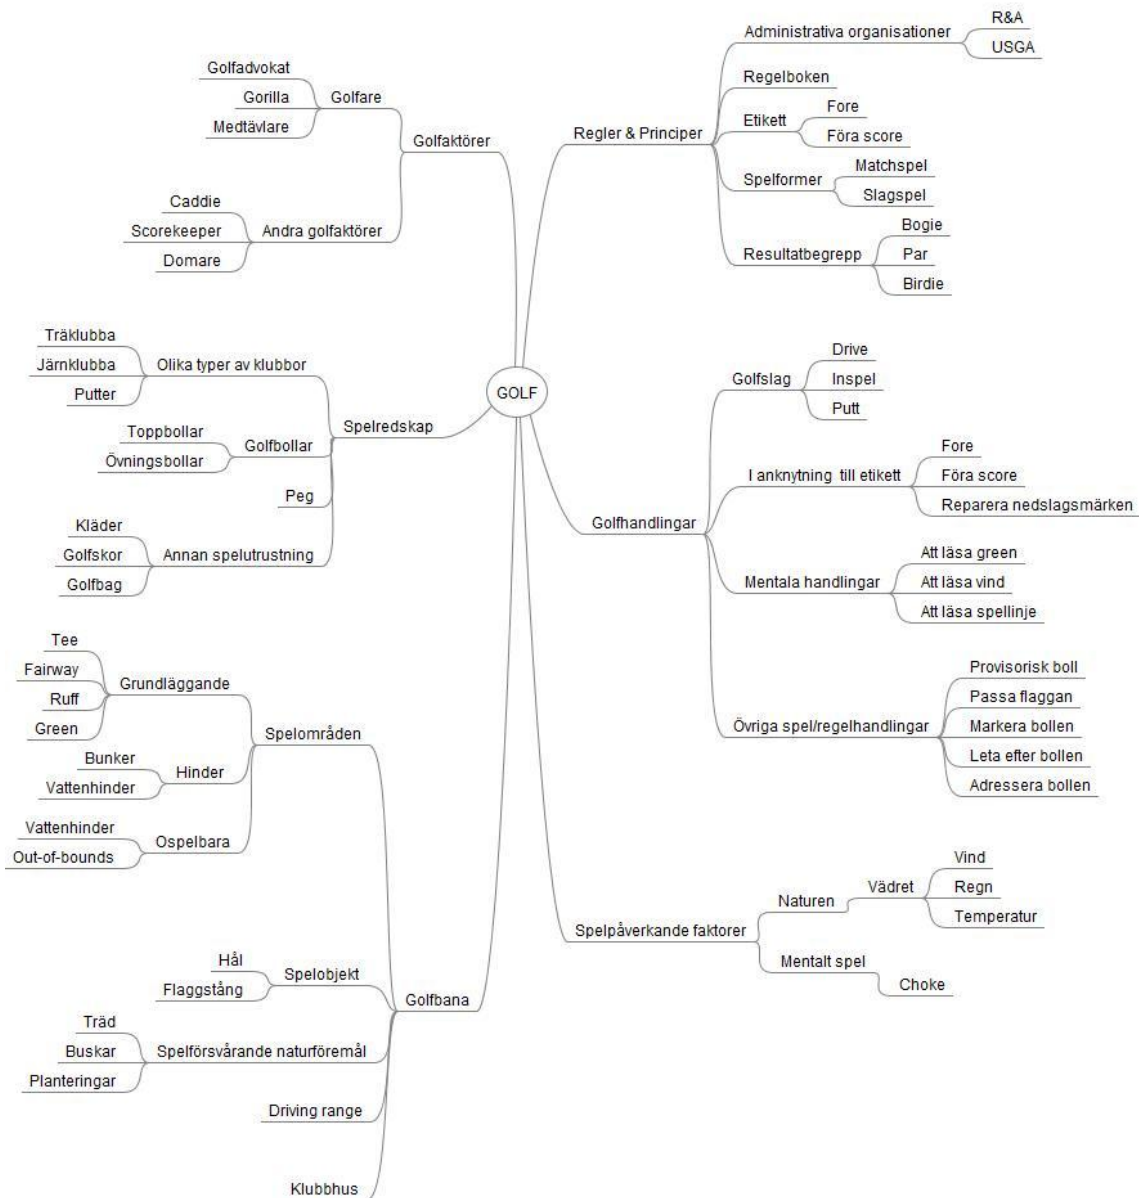 GOLF
Golfaktörer
Golfare
Golfadvokat
Gorilla
Medtävlare
Andra golfaktörer
Caddie
Scorekeeper
Domare
Spelredskap
Olika typer av klubbor
Träklubba
Järnklubba
Putter
Golfbollar
Toppbollar
Övningsbollar
Peg
Annan spelutrustning
Kläder
Golfskor
Golfbag
Golfbana
Spelområden
Grundläggande
Tee
Fairway
Ruff
Green
Hinder
Bunker
Vattenhinder
Ospelbara
Vattenhinder
Out-of-bounds
Spelobjekt
Hål
Flaggstång
Spelförsvårande naturföremål
Träd
Buskar
Planteringar
Driving range
Klubbhus
Regler & Principer
Administrativa organisationer
R&A
USGA
Regelboken
Etikett
Fore
Föra score
Spelformer
Matchspel
Slagspel
Resultatbegrepp
Bogie
Par
Birdie
Golfhandlingar
Golfslag
Drive
Inspel
Putt
I anknytning till etikett
Fore
Föra score
Reparera nedslagsmärken
Mentala handlingar
Att läsa green
Att läsa vind
Att läsa spellinje
Övriga spel/regelhandlingar
Provisorisk boll
Passa flaggan
Markera bollen
Leta efter bollen
Adressera bollen
Spelpåverkande faktorer
Naturen
Vädret
Vind
Regn
Temperatur
Mentalt spel
Choke